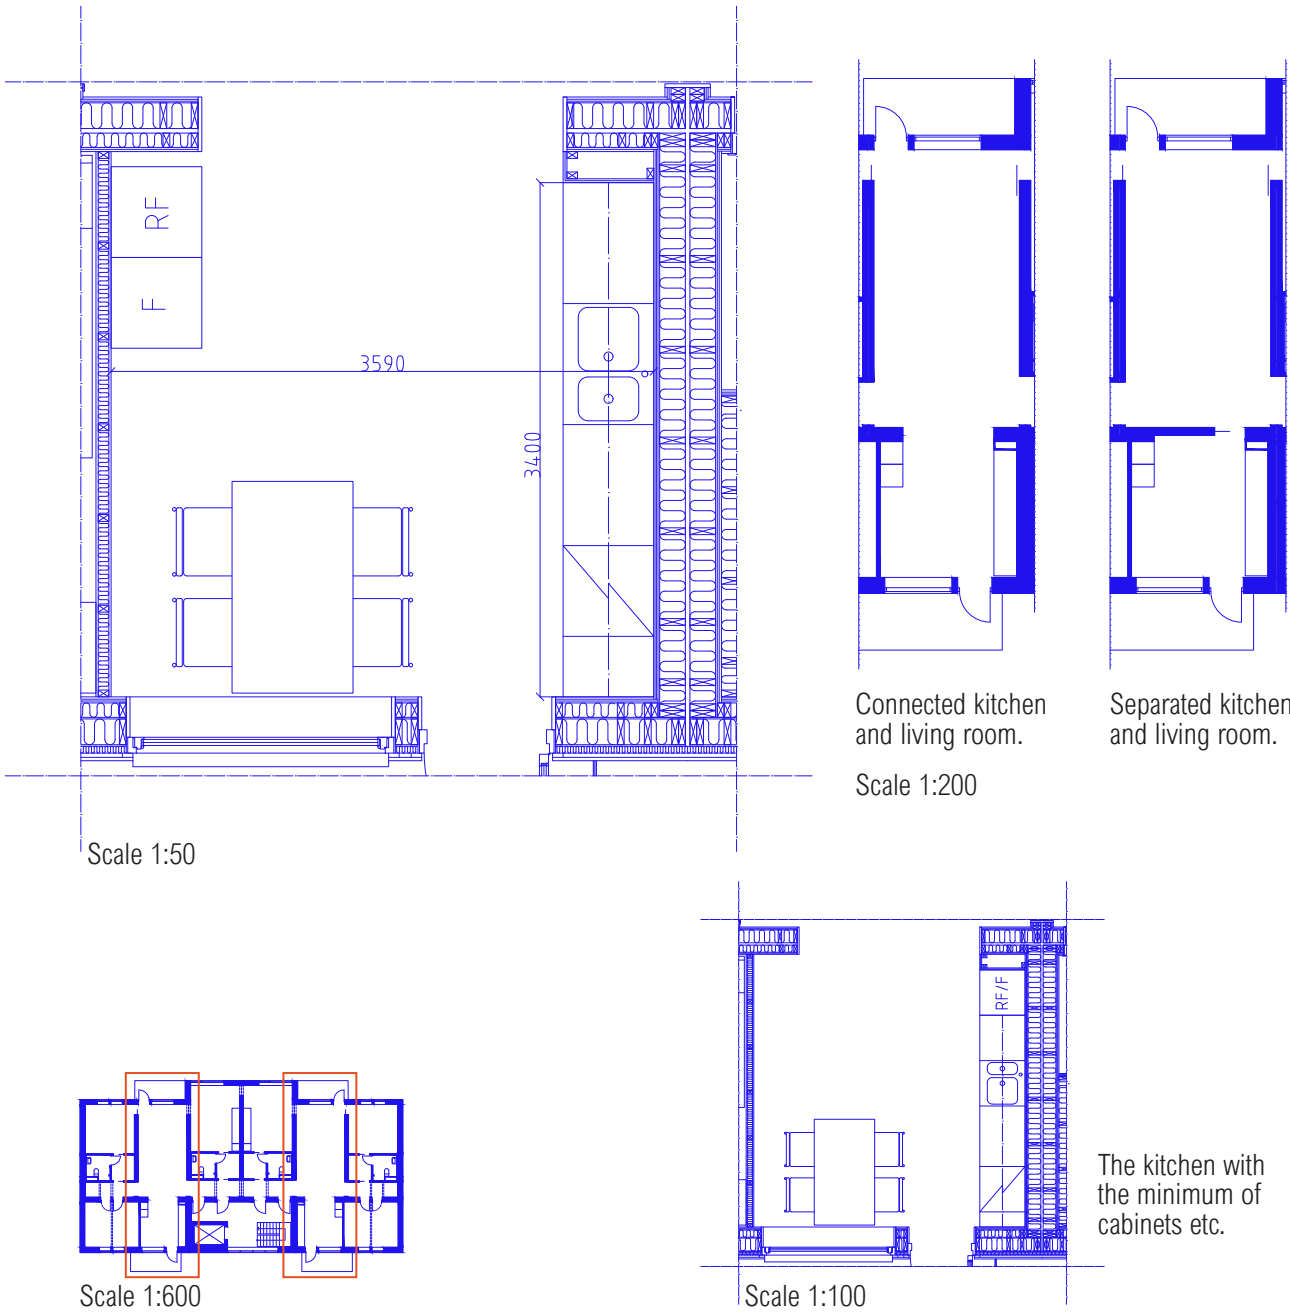 RF
F
3590
3400
Scale 1:50
Connected kitchen
and living room.
Scale 1:200
Separated kitchen
and living room.
Scale 1:600
RF/F
The kitchen with
the minimum of
cabinets etc.
Scale 1:100